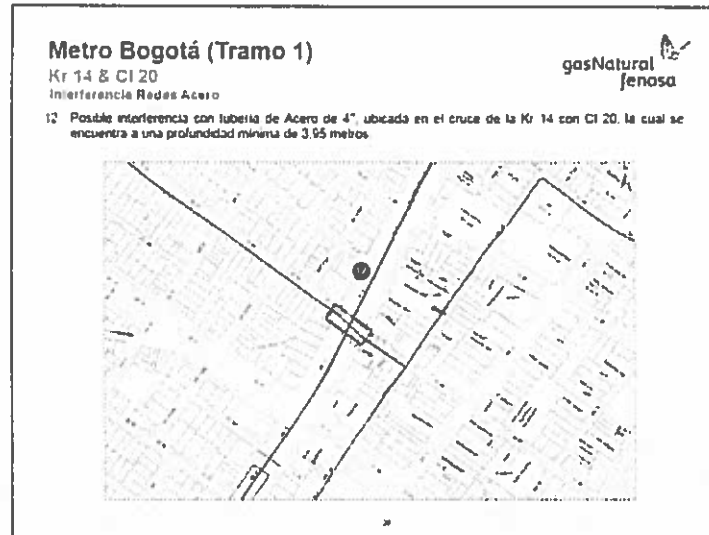 Metro Bogotá (Tramo 1)
Kr 14 & Cl 20
Interferencia Redes Acero
gasNatural
fenosa
12 Posible interferencia con tubería de Acero de 4", ubicada en el cruce de la Kr 14 con Cl 20, la cual se
encuentra a una profundidad mínima de 3,95 metros